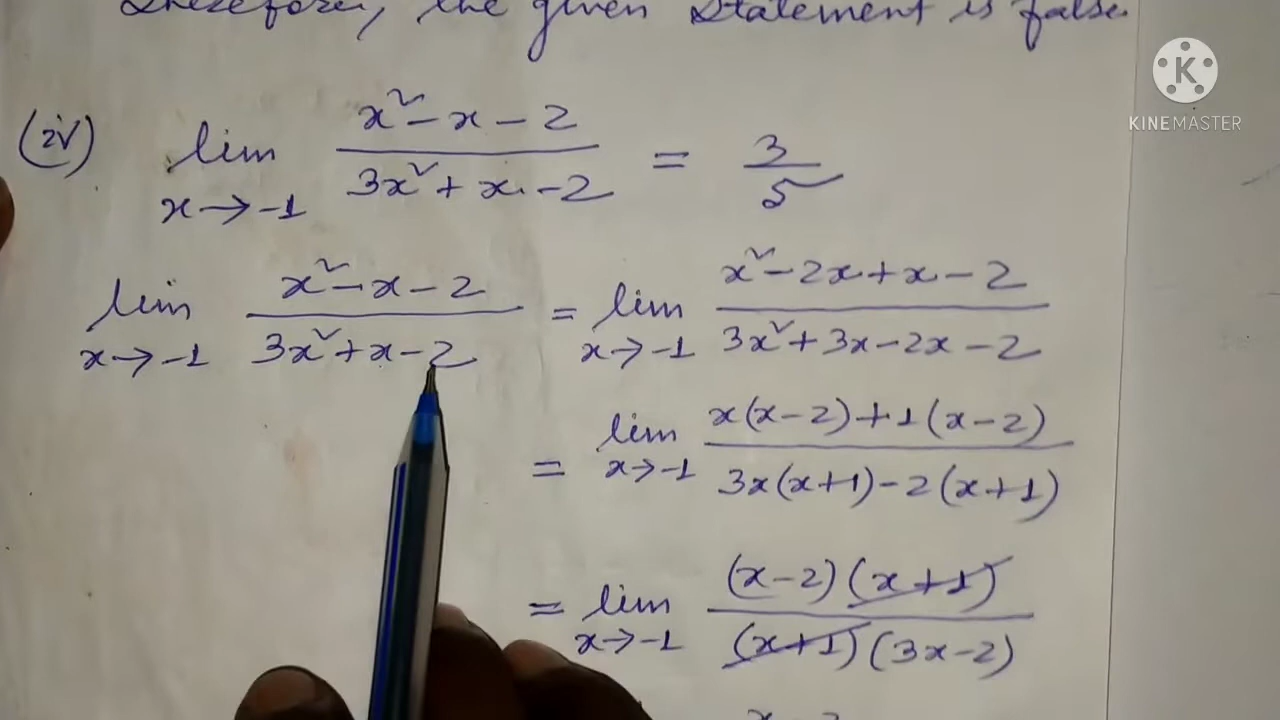 Therefore, the given statement is false.
K
KINEMASTER
(iv) lim x→-1 (x² - x - 2)/(3x² + x - 2) = 3/5
lim x→-1 (x² - x - 2)/(3x² + x - 2) = lim x→-1 (x² - 2x + x - 2)/(3x² + 3x - 2x - 2)
= lim x→-1 (x(x-2) + 1(x-2))/(3x(x+1) - 2(x+1))
= lim x→-1 ((x-2)(x+1))/((x+1)(3x-2))